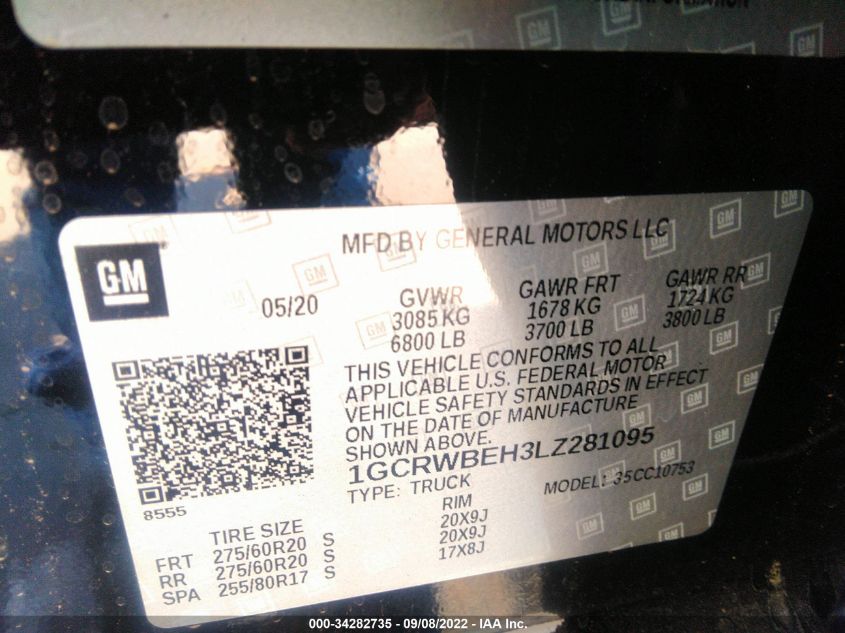 GM
MFD BY GENERAL MOTORS LLC
05/20
GVWR GAWR FRT GAWR RR
3085 KG 1678 KG 1724 KG
6800 LB 3700 LB 3800 LB
THIS VEHICLE CONFORMS TO ALL
APPLICABLE U.S. FEDERAL MOTOR
VEHICLE SAFETY STANDARDS IN EFFECT
ON THE DATE OF MANUFACTURE
SHOWN ABOVE.
1GCRWBEH3LZ281095
TYPE: TRUCK MODEL: 35CC10753
8555
TIRE SIZE RIM
FRT 275/60R20 S 20X9J
RR 275/60R20 S 20X9J
SPA 255/80R17 S 17X8J
000-34282735 - 09/08/2022 - IAA Inc.